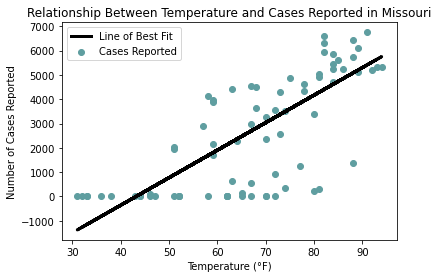 Relationship Between Temperature and Cases Reported in Missouri
7000
6000
5000
4000
3000
2000
1000
0
−1000
Number of Cases Reported
Line of Best Fit
Cases Reported
30 40 50 60 70 80 90
Temperature (°F)